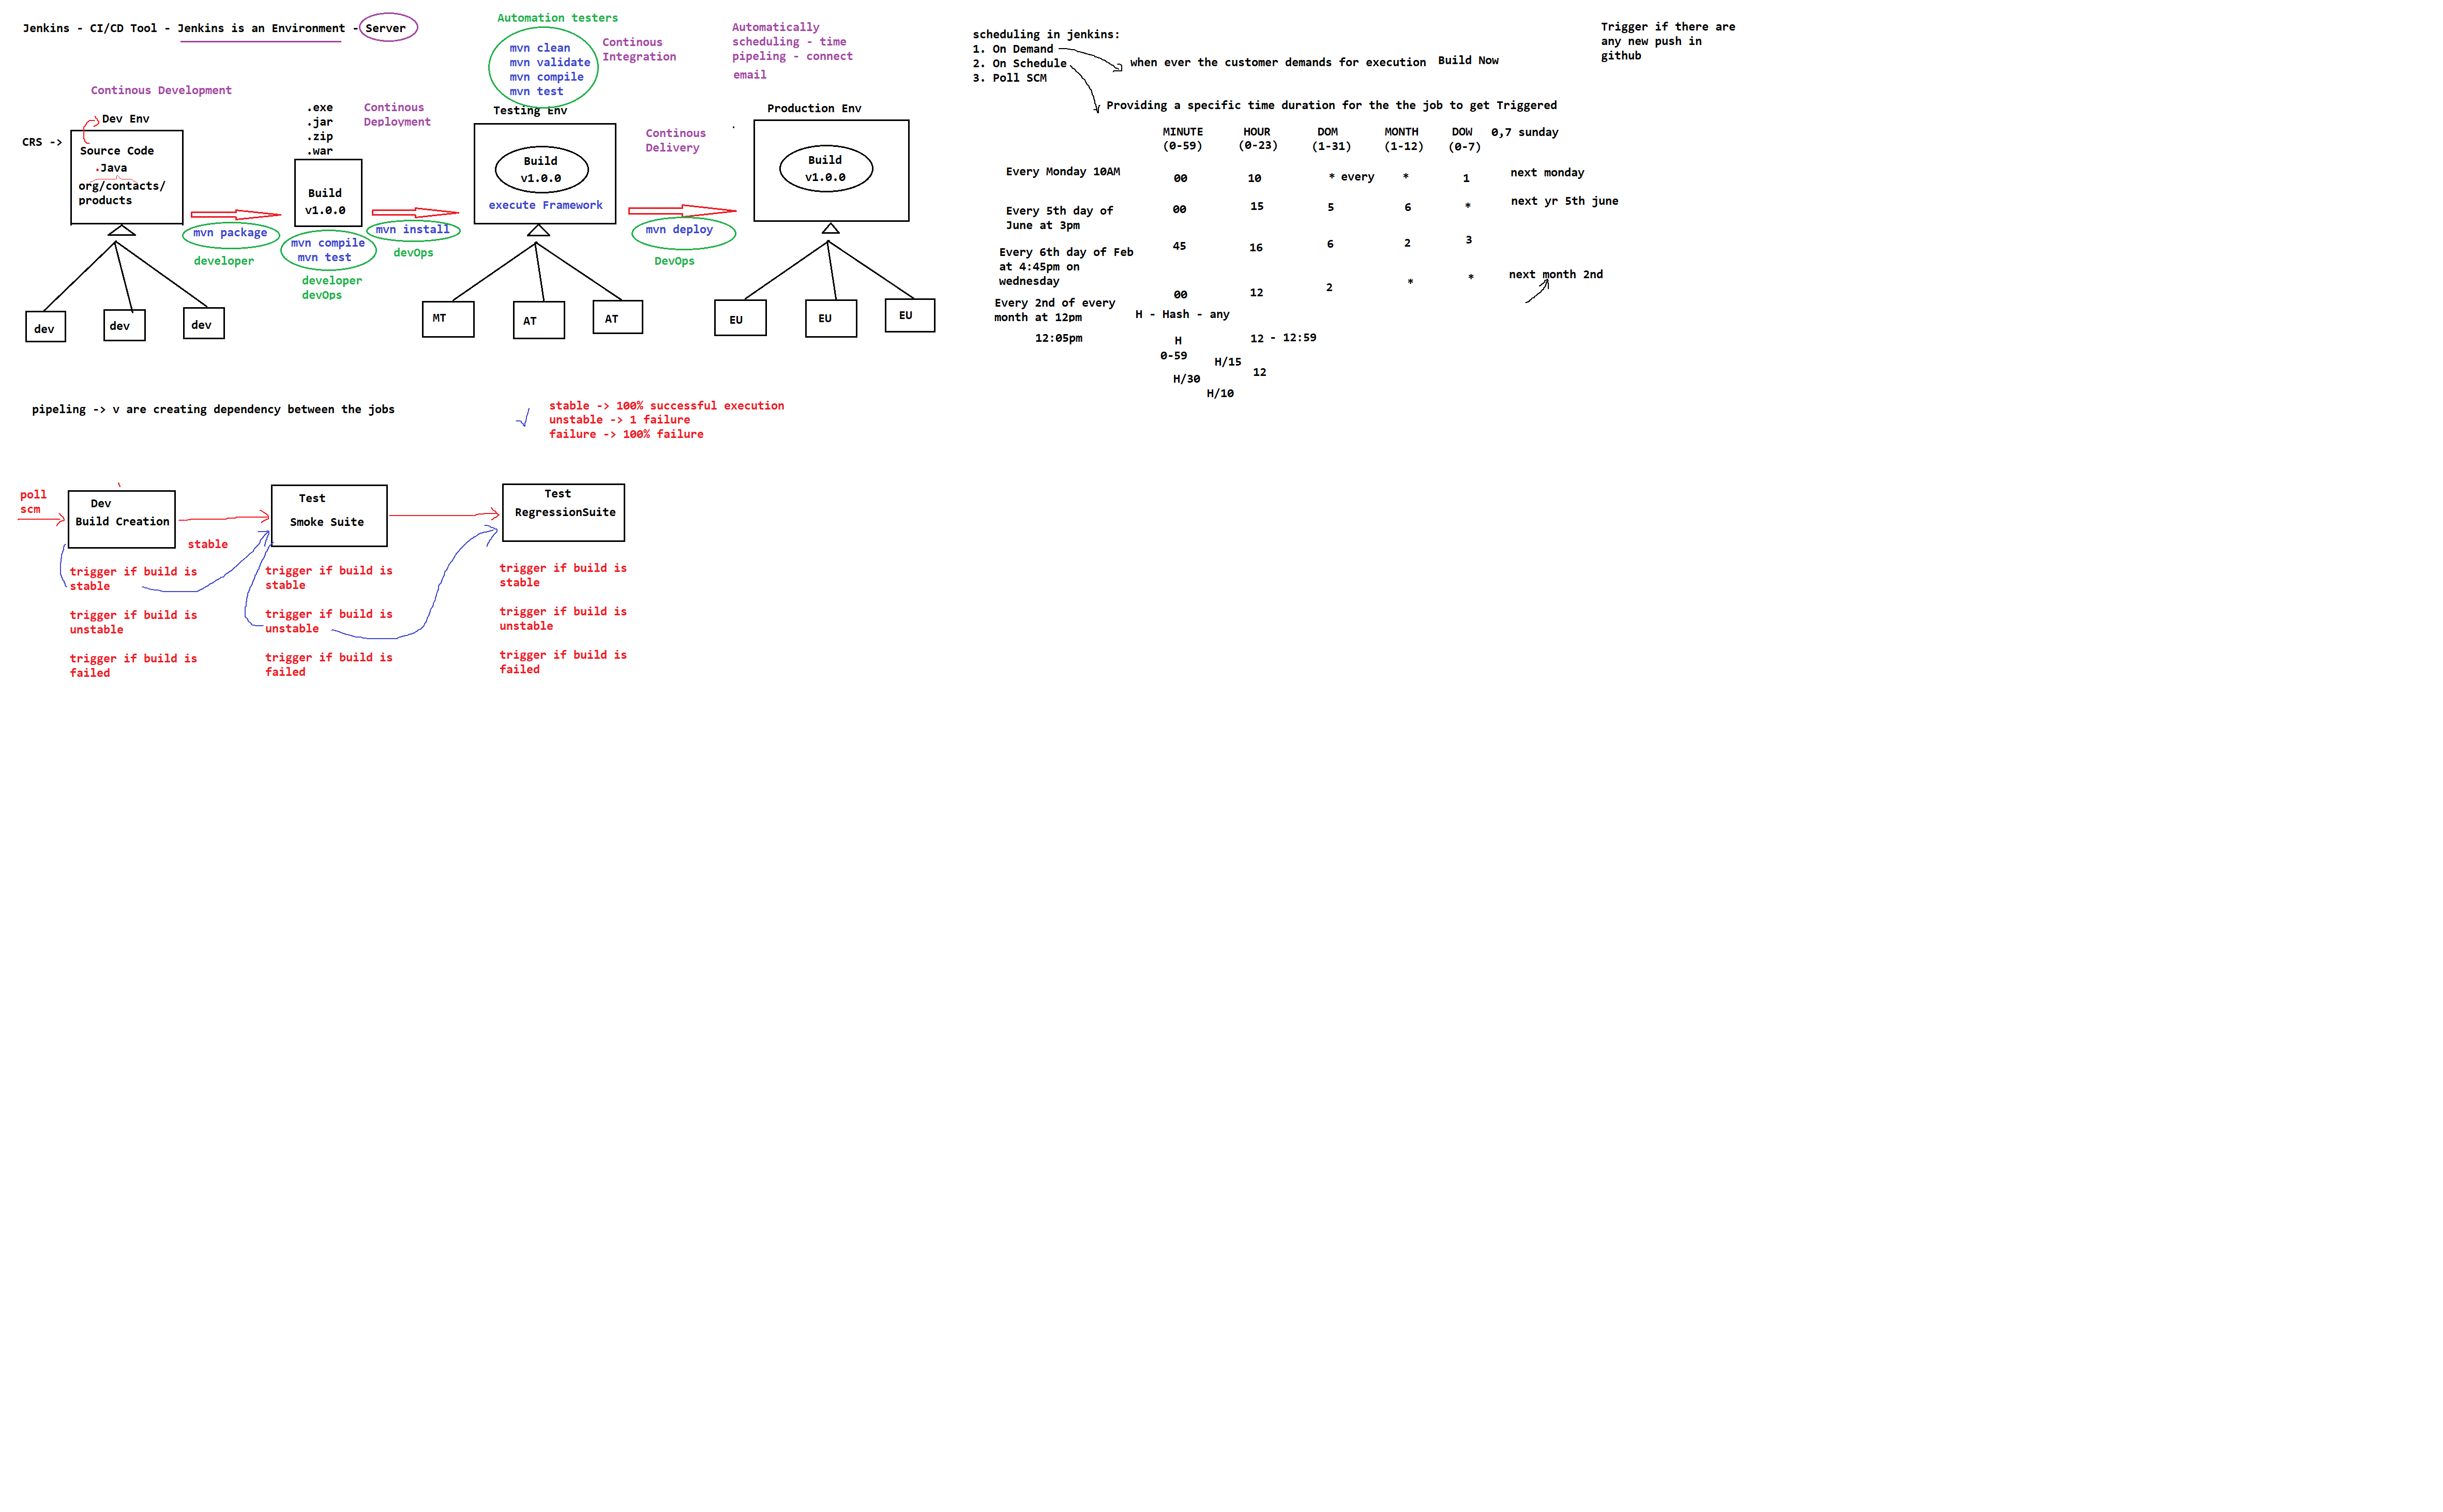 Jenkins - CI/CD Tool - Jenkins is an Environment - Server
Continous Development
Dev Env
CRS ->
Source Code
.Java
org/contacts/
products
dev
dev
dev
mvn package
developer
.exe
.jar
.zip
.war
Build
v1.0.0
mvn compile
mvn test
developer
devOps
Continous
Deployment
mvn install
devOps
Automation testers
mvn clean
mvn validate
mvn compile
mvn test
Continous
Integration
Testing Env
Build
v1.0.0
execute Framework
MT
AT
AT
Continous
Delivery
mvn deploy
DevOps
Automatically
scheduling - time
pipeling - connect
email
Production Env
Build
v1.0.0
EU
EU
EU
scheduling in jenkins:
1. On Demand
2. On Schedule
3. Poll SCM
when ever the customer demands for execution
Build Now
Trigger if there are
any new push in
github
Providing a specific time duration for the the job to get Triggered
MINUTE HOUR DOM MONTH DOW 0,7 sunday
(0-59) (0-23) (1-31) (1-12) (0-7)
Every Monday 10AM 00 10 * every * 1 next monday
Every 5th day of
June at 3pm
00 15 5 6 * next yr 5th june
Every 6th day of Feb
at 4:45pm on
wednesday
45 16 6 2 3
Every 2nd of every
month at 12pm
00 12 2 * * next month 2nd
H - Hash - any
12:05pm H 12 - 12:59
0-59
H/15
12
H/30
H/10
pipeling -> v are creating dependency between the jobs
stable -> 100% successful execution
unstable -> 1 failure
failure -> 100% failure
poll
scm
Dev
Build Creation
stable
trigger if build is
stable
trigger if build is
unstable
trigger if build is
failed
Test
Smoke Suite
trigger if build is
stable
trigger if build is
unstable
trigger if build is
failed
Test
RegressionSuite
trigger if build is
stable
trigger if build is
unstable
trigger if build is
failed